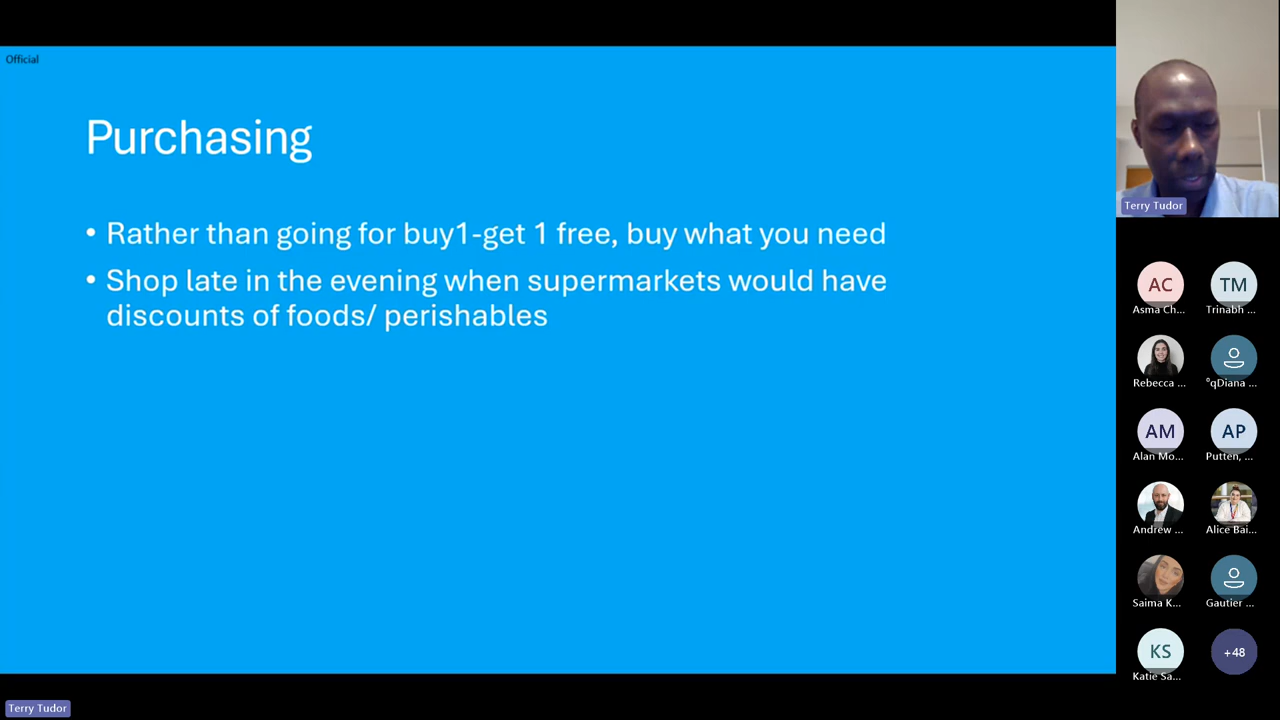 Official
Purchasing
• Rather than going for buy1-get 1 free, buy what you need
• Shop late in the evening when supermarkets would have
discounts of foods/ perishables
Terry Tudor
AC
Asma Ch...
TM
Trinabh ...
Rebecca ...
°qDiana ...
AM
Alan Mo...
AP
Putten, ...
Andrew ...
Alice Bai...
Saima K...
Gautier ...
KS
Katie Sa...
+48
Terry Tudor